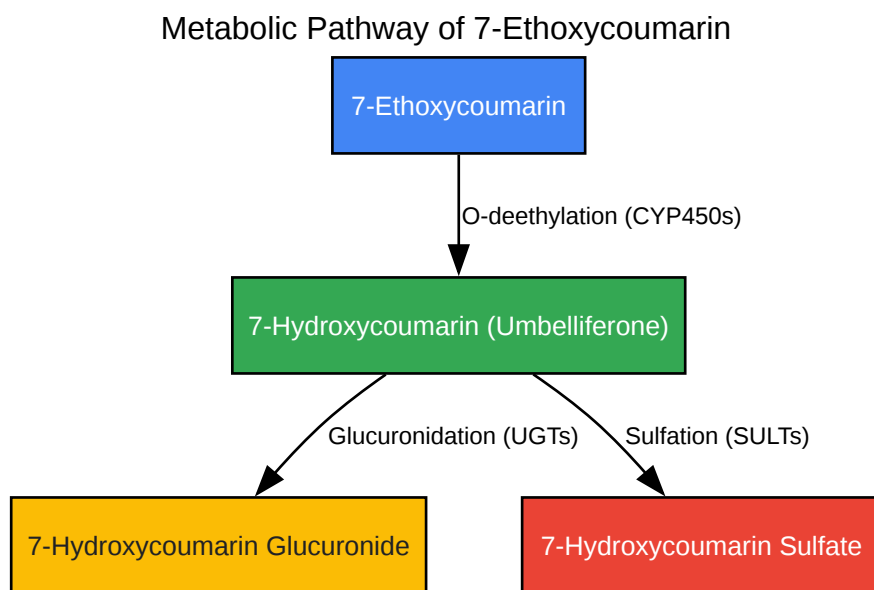 Metabolic Pathway of 7-Ethoxycoumarin
7-Ethoxycoumarin
O-deethylation (CYP450s)
7-Hydroxycoumarin (Umbelliferone)
Glucuronidation (UGTs)
Sulfation (SULTs)
7-Hydroxycoumarin Glucuronide
7-Hydroxycoumarin Sulfate